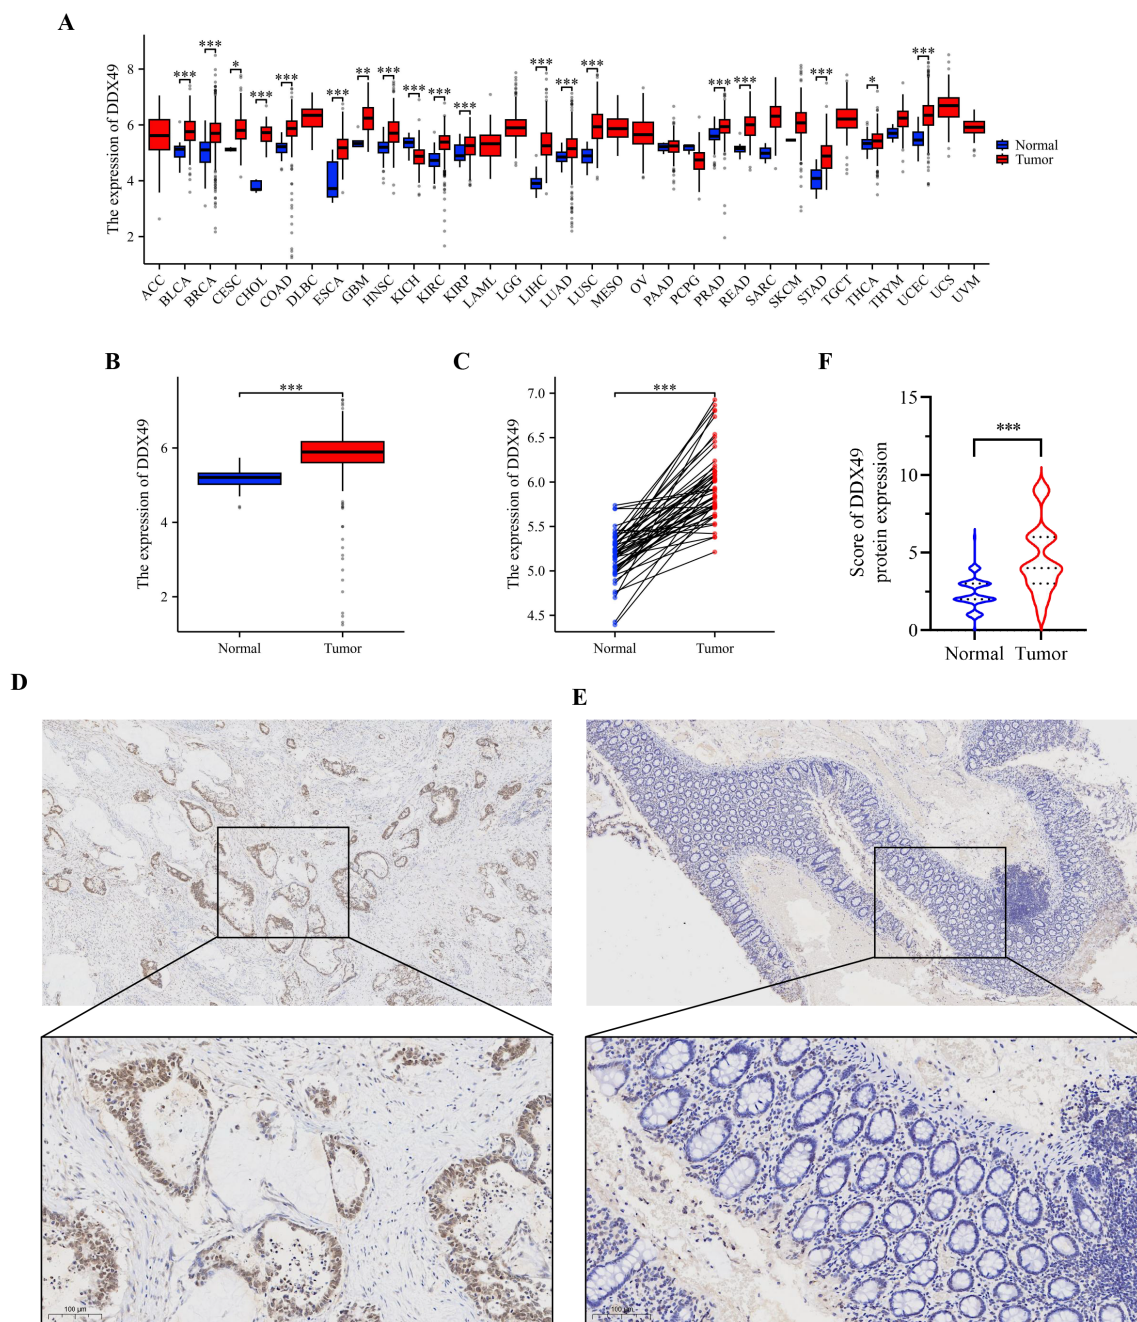 A
The expression of DDX49
8
6
4
2
*** *** * *** *** *** ** *** *** *** *** *** *** *** *** *** *** * ***
Normal
Tumor
ACC BLCA BRCA CESC CHOL COAD DLBC ESCA GBM HNSC KICH KIRC KIRP LAML LGG LIHC LUAD LUSC MESO OV PAAD PCPG PRAD READ SARC SKCM STAD TGCT THCA THYM UCEC UCS UVM
B
The expression of DDX49
6
4
2
***
Normal Tumor
C
The expression of DDX49
7.0
6.5
6.0
5.5
5.0
4.5
***
Normal Tumor
F
Score of DDX49
protein expression
15
10
5
0
***
Normal Tumor
D
100 μm
E
100 μm